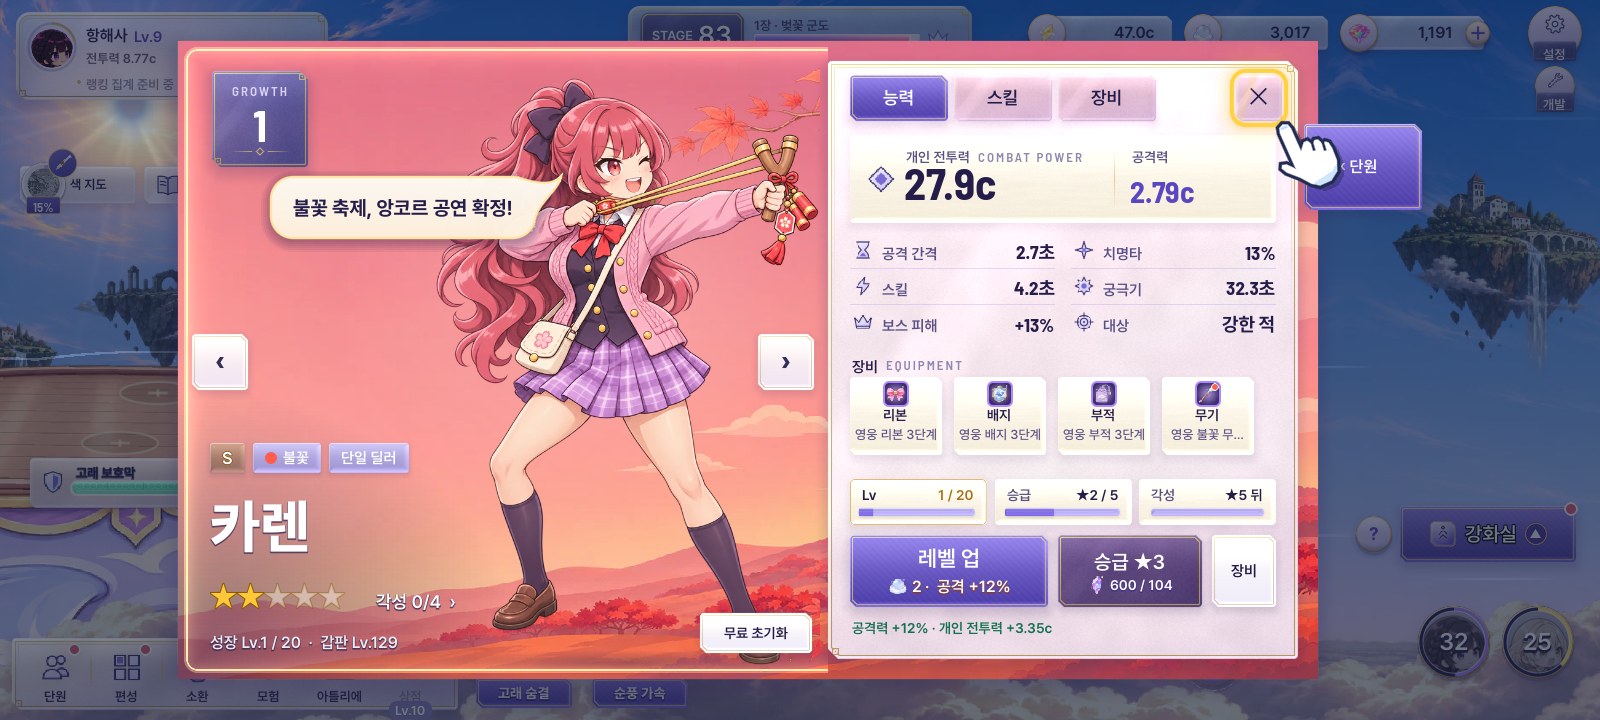 항해사 Lv.9
전투력 8.77c
랭킹 집계 준비 중
STAGE 83
1장 · 벚꽃 군도
47.0c
3,017
1,191
설정
개발
색 지도
15%
GROWTH
1
불꽃 축제, 앙코르 공연 확정!
‹
›
S
불꽃
단일 딜러
카렌
각성 0/4 ›
성장 Lv.1 / 20 · 갑판 Lv.129
무료 초기화
능력
스킬
장비
‹ 단원
개인 전투력 COMBAT POWER
27.9c
공격력
2.79c
공격 간격 2.7초
치명타 13%
스킬 4.2초
궁극기 32.3초
보스 피해 +13%
대상 강한 적
장비 EQUIPMENT
리본
영웅 리본 3단계
배지
영웅 배지 3단계
부적
영웅 부적 3단계
무기
영웅 불꽃 무...
Lv 1 / 20
승급 ★2 / 5
각성 ★5 뒤
레벨 업
2 · 공격 +12%
승급 ★3
600 / 104
장비
공격력 +12% · 개인 전투력 +3.35c
고래 보호막
?
강화실
32
25
단원
편성
소환
모험
아틀리에
Lv.10
고래 숨결
순풍 가속